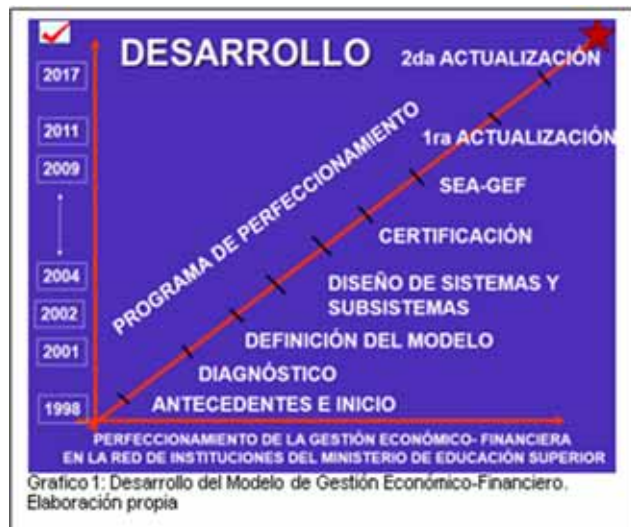 DESARROLLO
2da ACTUALIZACIÓN
2017
PROGRAMA DE PERFECCIONAMIENTO
2011
1ra ACTUALIZACIÓN
2009
SEA-GEF
CERTIFICACIÓN
2004
DISEÑO DE SISTEMAS Y
SUBSISTEMAS
2002
DEFINICIÓN DEL MODELO
2001
DIAGNÓSTICO
1998
ANTECEDENTES E INICIO
PERFECCIONAMIENTO DE LA GESTIÓN ECONÓMICO- FINANCIERA
EN LA RED DE INSTITUCIONES DEL MINISTERIO DE EDUCACIÓN SUPERIOR
Grafico 1: Desarrollo del Modelo de Gestión Económico-Financiero.
Elaboración propia